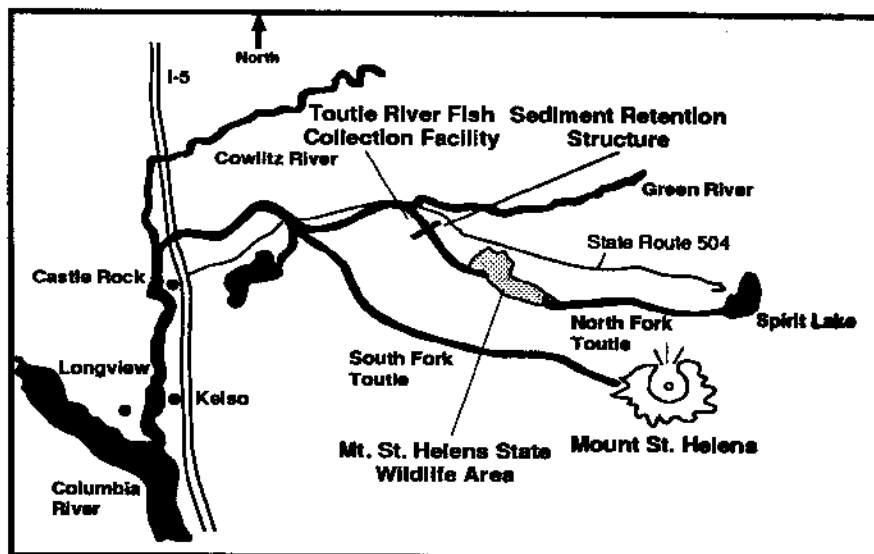 North
I-5
Toutle River Fish
Collection Facility
Sediment Retention
Structure
Cowlitz River
Green River
State Route 504
Castle Rock
North Fork
Toutle
Spirit Lake
South Fork
Toutle
Longview
Kelso
Mt. St. Helens State
Wildlife Area
Mount St. Helens
Columbia
River